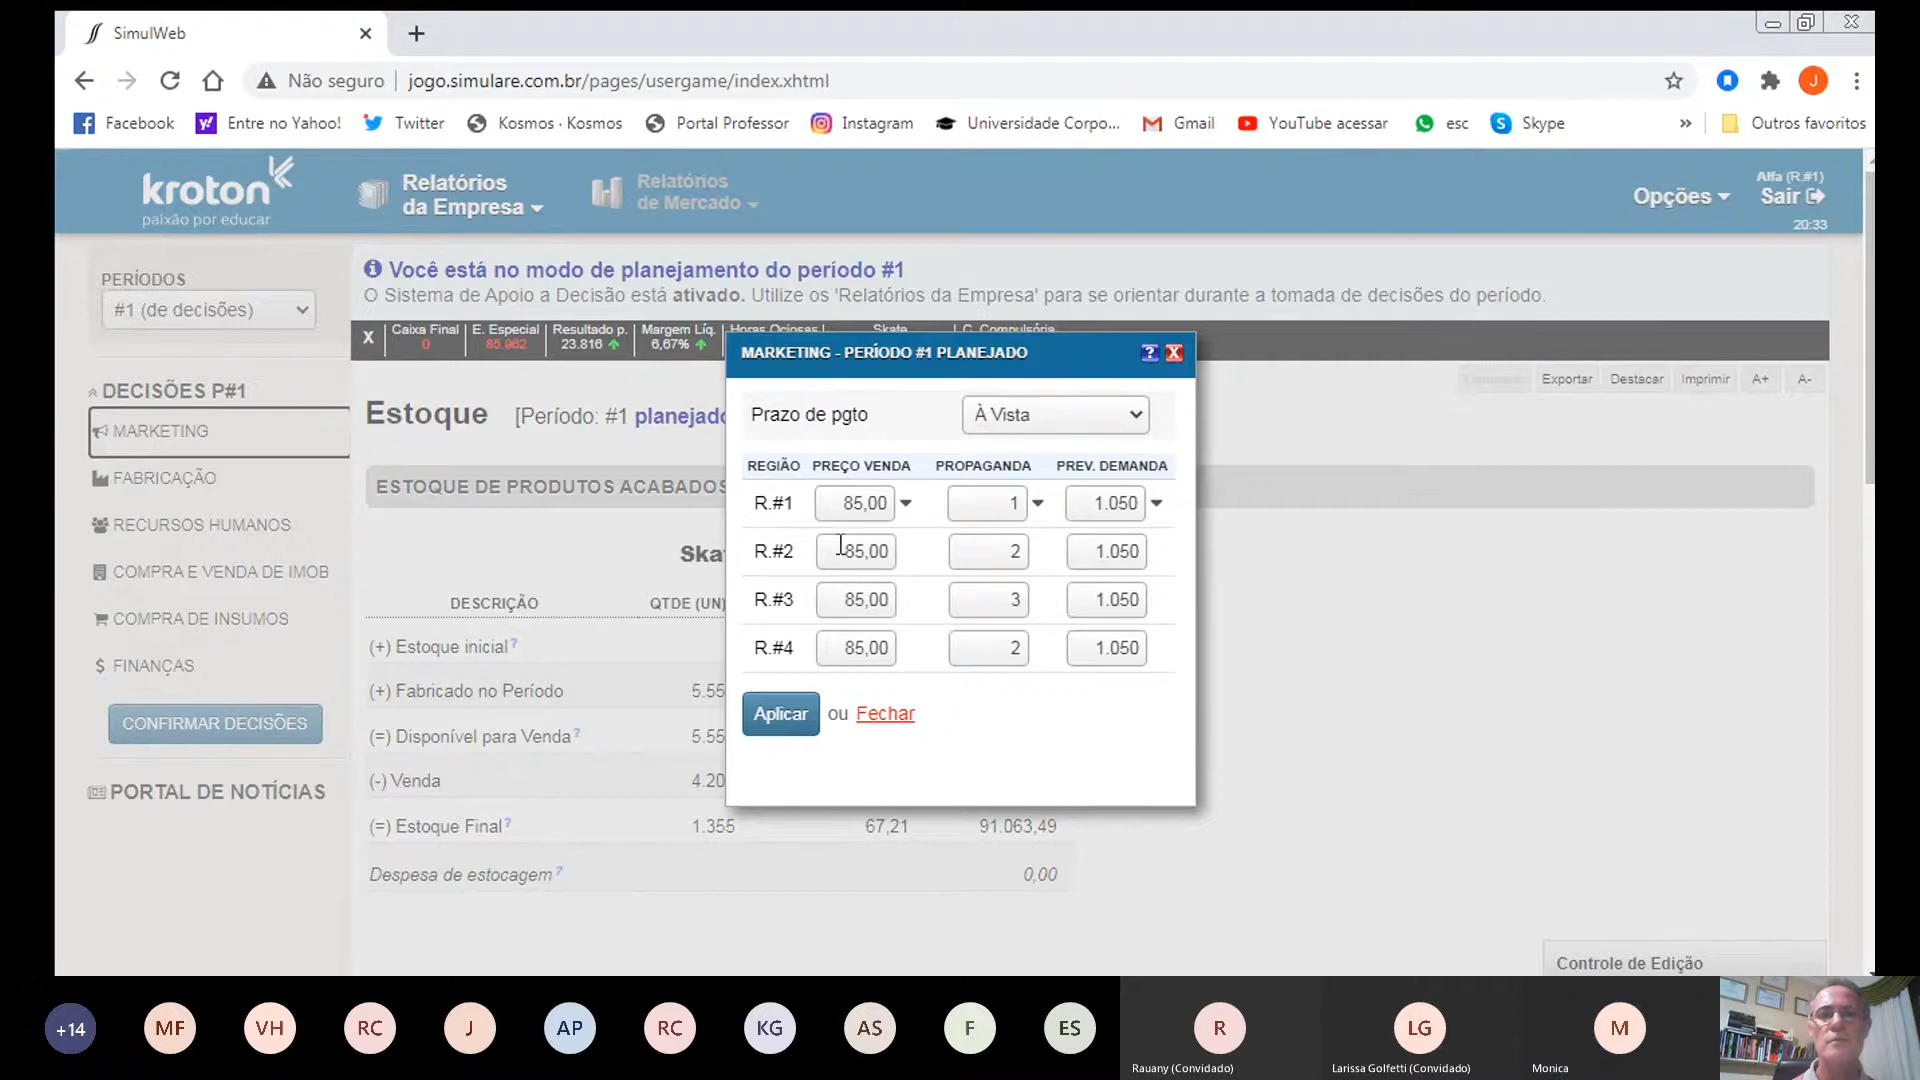 SimulWeb
Não seguro
jogo.simulare.com.br/pages/usergame/index.xhtml
J
Facebook
Entre no Yahoo!
Twitter
Kosmos · Kosmos
Portal Professor
Instagram
Universidade Corpo...
Gmail
YouTube acessar
esc
Skype
»
Outros favoritos
kroton
paixão por educar
Relatórios
da Empresa
Relatórios
de Mercado
Opções
Alfa (R.#1)
Sair
20:33
PERÍODOS
#1 (de decisões)
Você está no modo de planejamento do período #1
O Sistema de Apoio a Decisão está ativado. Utilize os 'Relatórios da Empresa' para se orientar durante a tomada de decisões do período.
X
Caixa Final
0
E. Especial
85.962
Resultado p.
23.816
Margem Líq.
6,67%
Horas Ociosas
Skate
C. Compulsória
DECISÕES P#1
MARKETING
FABRICAÇÃO
RECURSOS HUMANOS
COMPRA E VENDA DE IMOB
COMPRA DE INSUMOS
$ FINANÇAS
CONFIRMAR DECISÕES
PORTAL DE NOTÍCIAS
Exportar
Destacar
Imprimir
A+
A-
Estoque [Período: #1 planejado
ESTOQUE DE PRODUTOS ACABADOS
Ska
DESCRIÇÃO QTDE (UN)
(+) Estoque inicial?
(+) Fabricado no Período 5.55
(=) Disponível para Venda? 5.55
(-) Venda 4.20
(=) Estoque Final? 1.355 67,21 91.063,49
Despesa de estocagem? 0,00
MARKETING - PERÍODO #1 PLANEJADO
? X
Prazo de pgto À Vista
REGIÃO PREÇO VENDA PROPAGANDA PREV. DEMANDA
R.#1 85,00 1 1.050
R.#2 85,00 2 1.050
R.#3 85,00 3 1.050
R.#4 85,00 2 1.050
Aplicar ou Fechar
Controle de Edição
+14
MF
VH
RC
J
AP
RC
KG
AS
F
ES
R
Rauany (Convidado)
LG
Larissa Golfetti (Convidado)
M
Monica